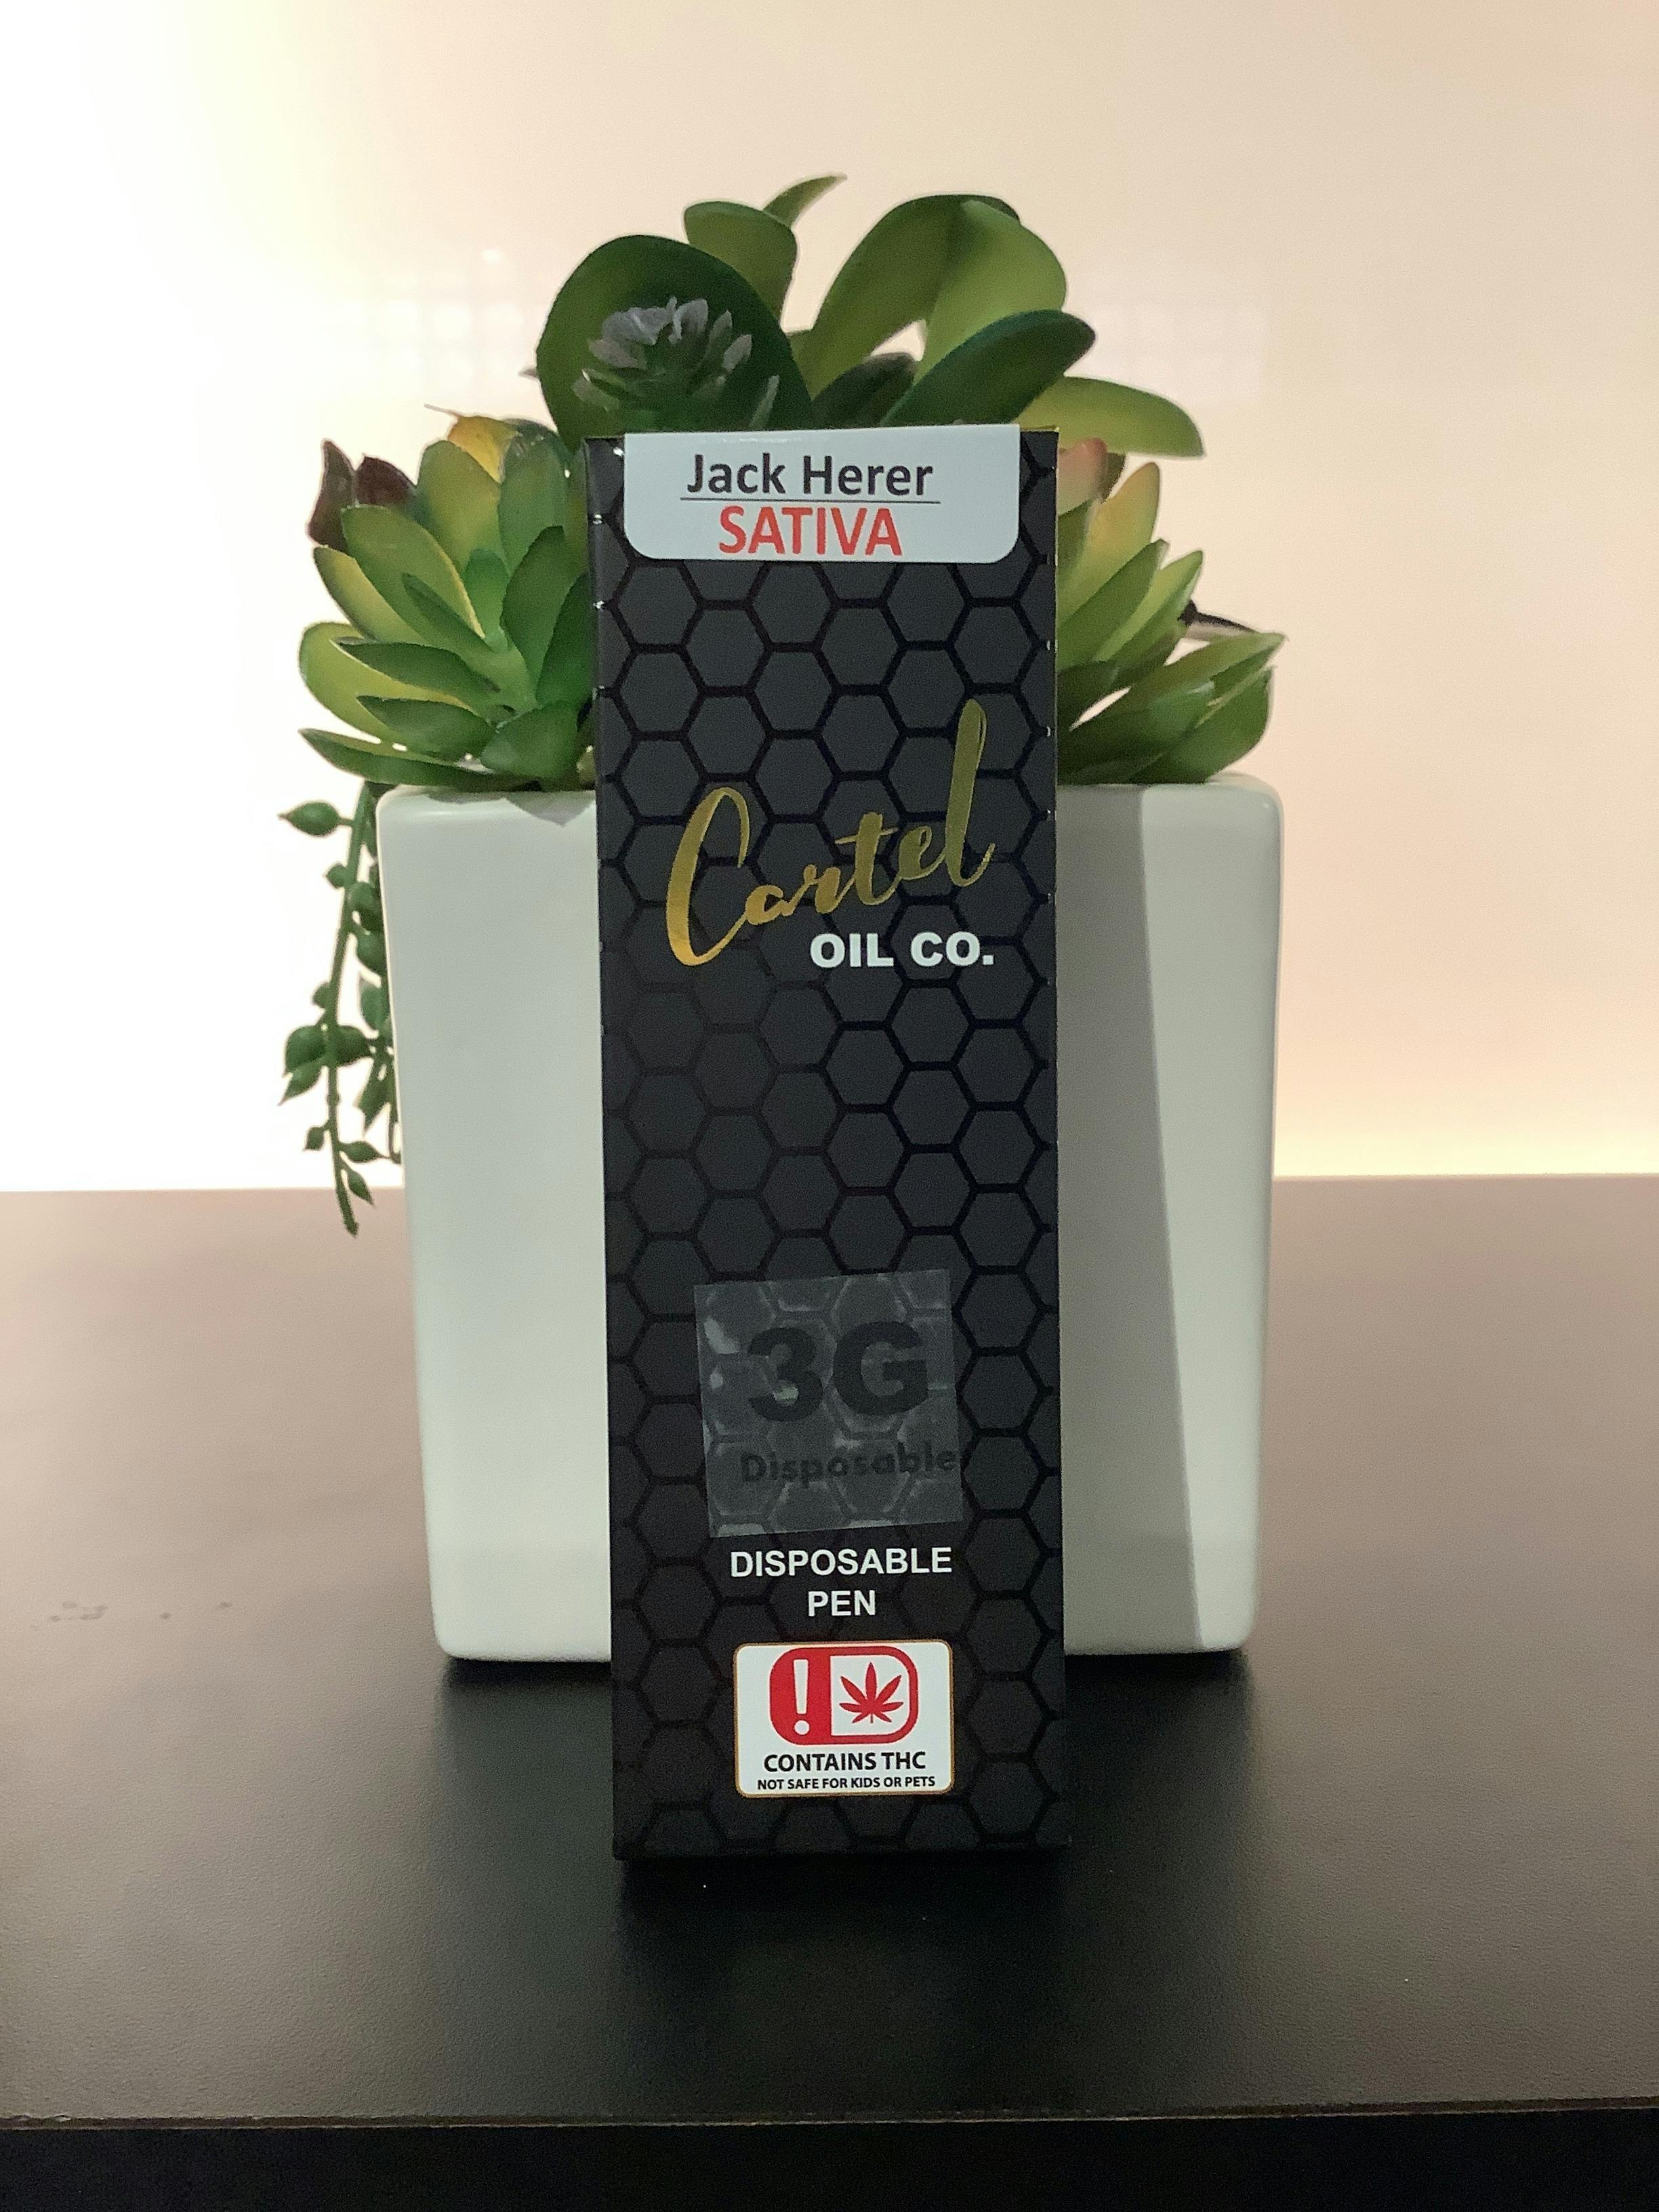 Jack Herer
SATIVA
Cartel
OIL CO.
3G
Disposable
DISPOSABLE
PEN
!
CONTAINS THC
NOT SAFE FOR KIDS OR PETS